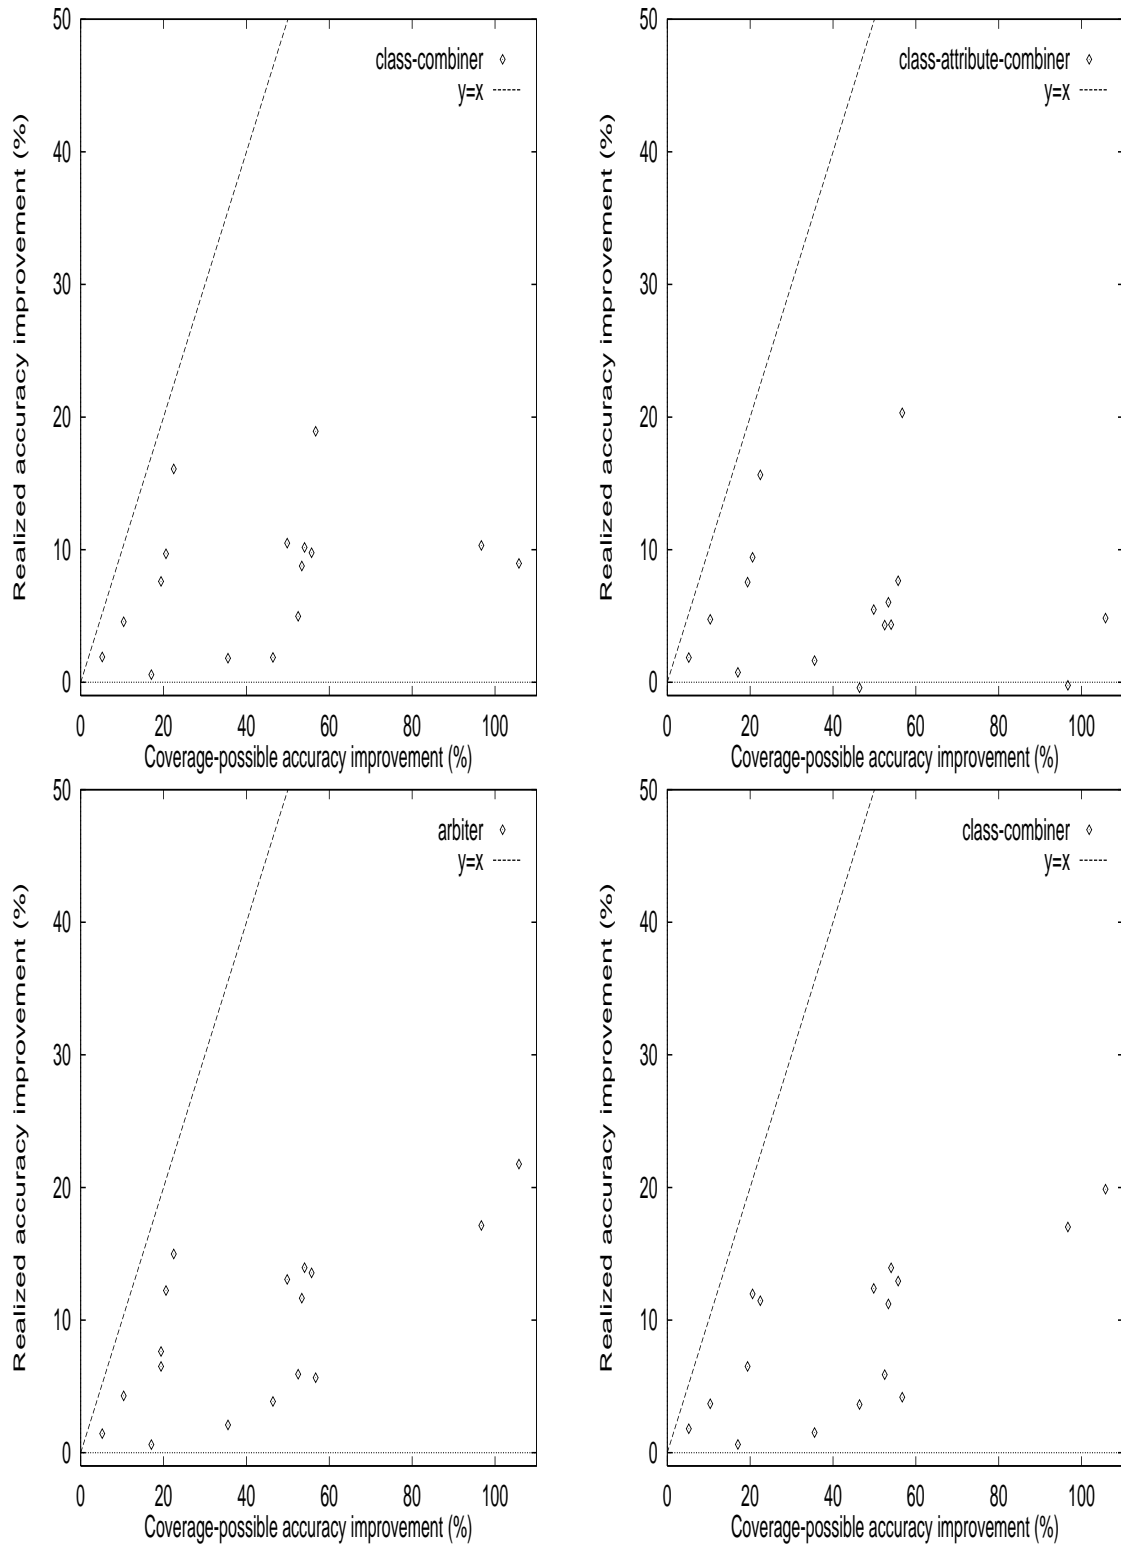 50
class-combiner
y=x
40
30
20
10
0
0 20 40 60 80 100
Realized accuracy improvement (%)
Coverage-possible accuracy improvement (%)
50
class-attribute-combiner
y=x
40
30
20
10
0
0 20 40 60 80 100
Realized accuracy improvement (%)
Coverage-possible accuracy improvement (%)
50
arbiter
y=x
40
30
20
10
0
0 20 40 60 80 100
Realized accuracy improvement (%)
Coverage-possible accuracy improvement (%)
50
class-combiner
y=x
40
30
20
10
0
0 20 40 60 80 100
Realized accuracy improvement (%)
Coverage-possible accuracy improvement (%)